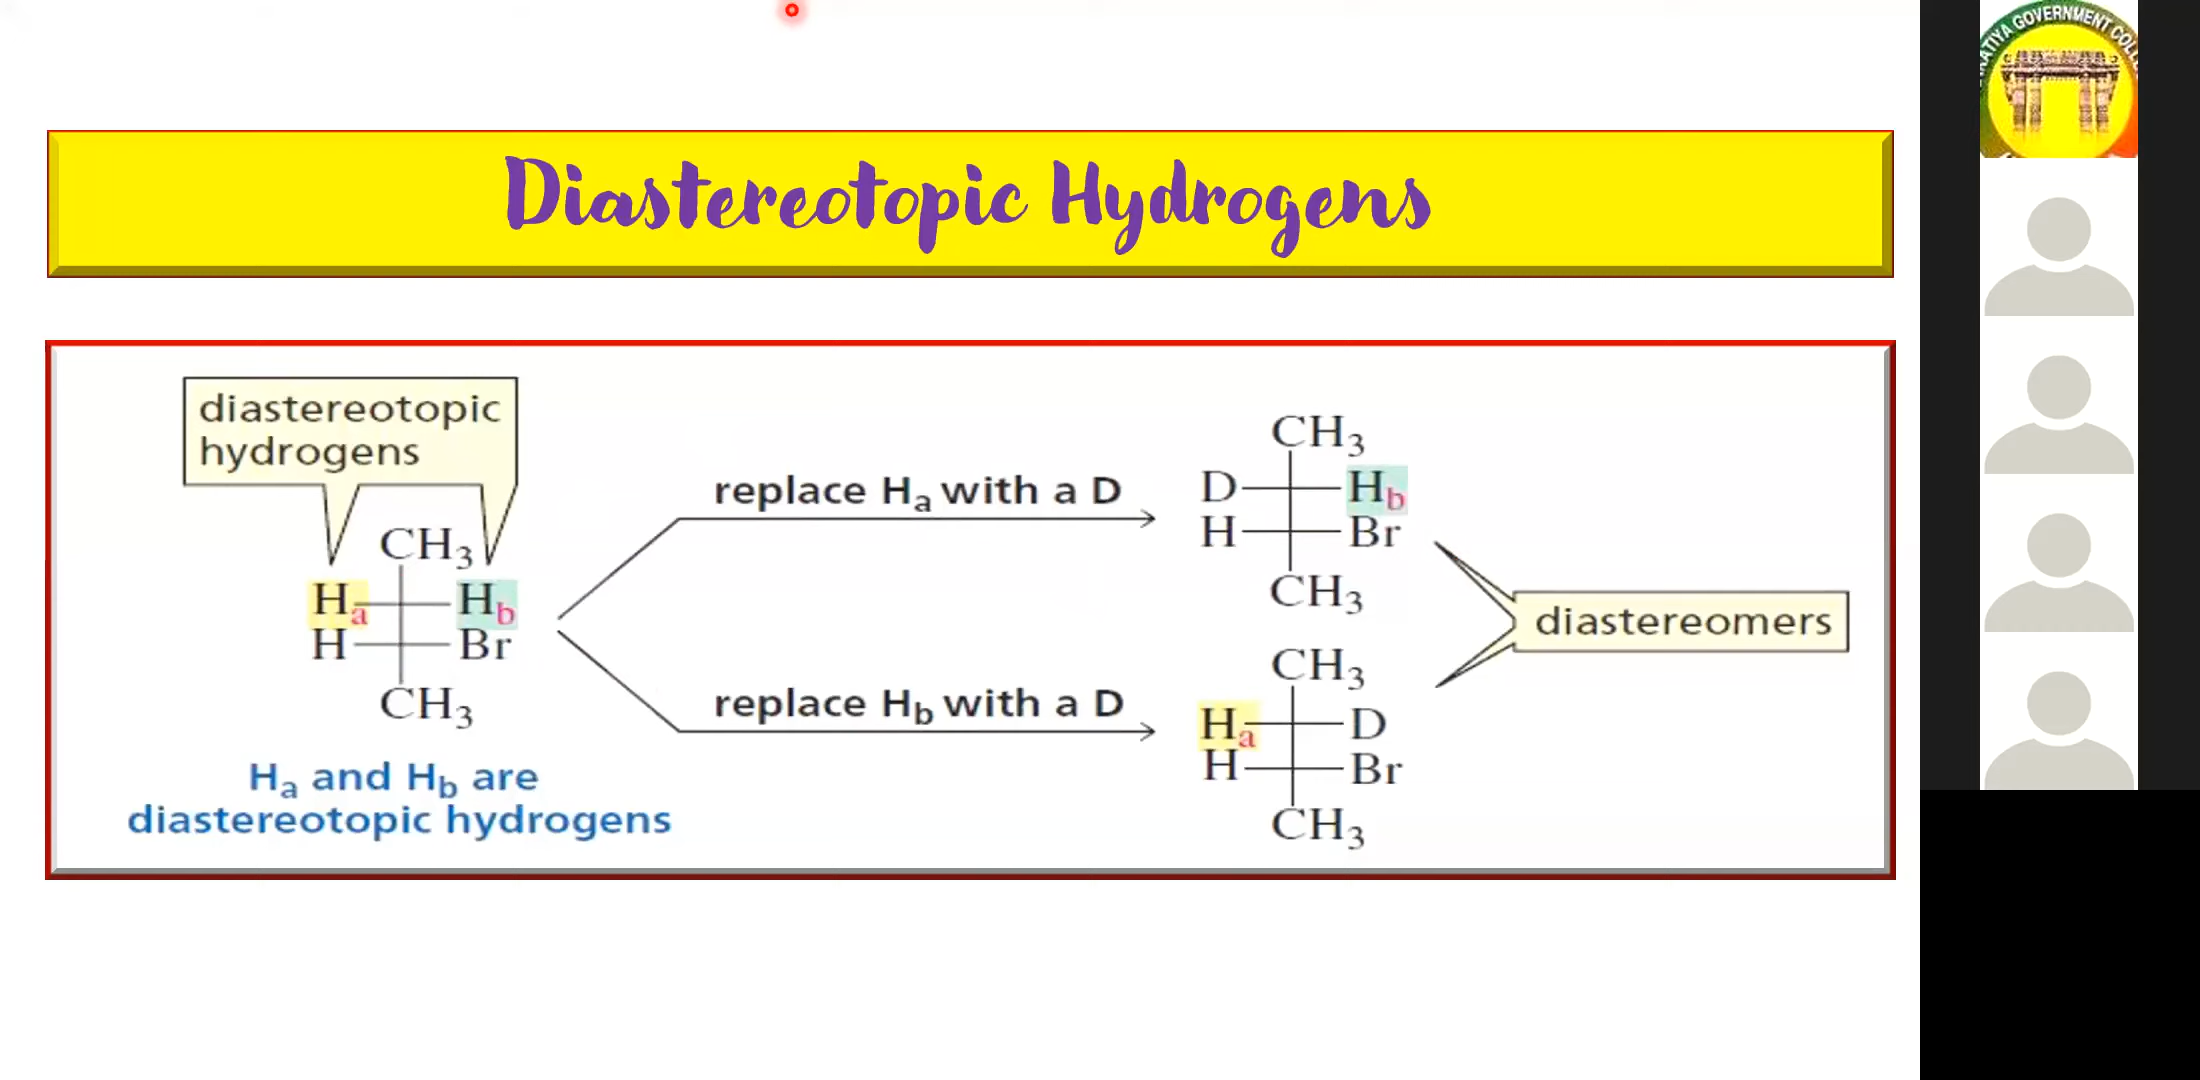 Diastereotopic Hydrogens
diastereotopic
hydrogens
CH3
Ha Hb
H Br
CH3
Ha and Hb are
diastereotopic hydrogens
replace Ha with a D
replace Hb with a D
CH3
D Hb
H Br
CH3
CH3
Ha D
H Br
CH3
diastereomers
GOVERNMENT